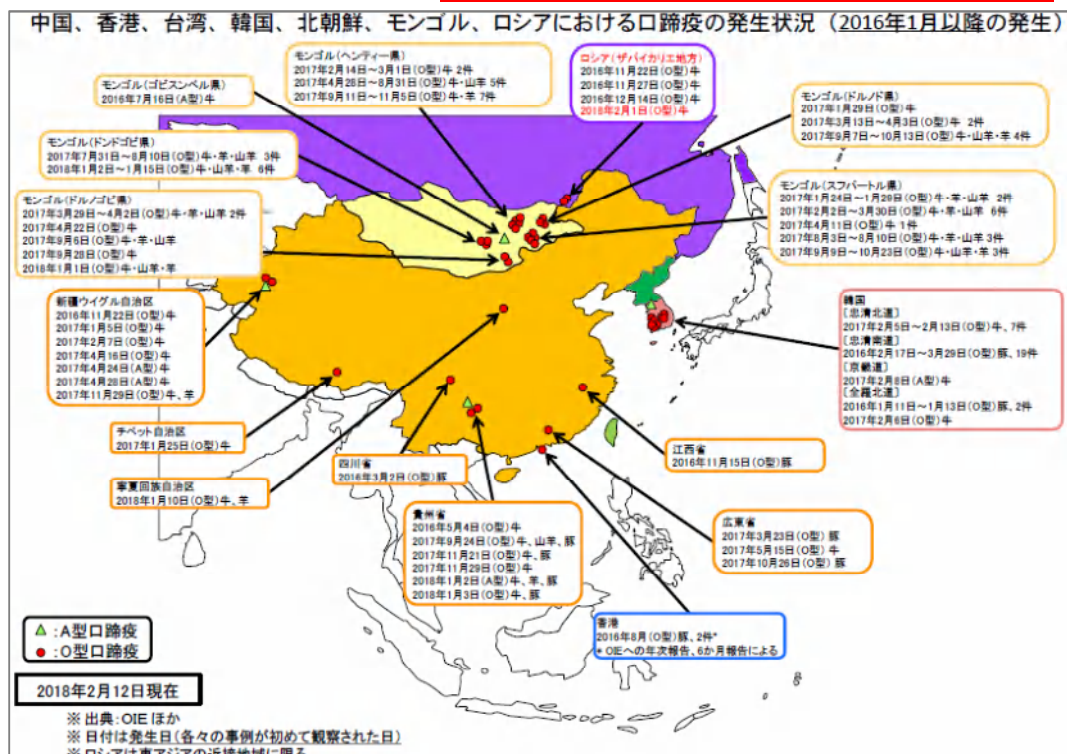 中国、香港、台湾、韓国、北朝鮮、モンゴル、ロシアにおける口蹄疫の発生状況（2016年1月以降の発生）
モンゴル(ヘンティー県)
2017年2月14日～3月1日(O型)牛 2件
2017年4月28日～8月31日(O型)牛・山羊 5件
2017年9月11日～11月5日(O型)牛・羊 7件
ロシア(ザバイカリエ地方)
2016年11月22日(O型)牛
2016年11月27日(O型)牛
2016年12月14日(O型)牛
2018年2月1日(O型)牛
モンゴル(ゴビスンベル県)
2016年7月16日(A型)牛
モンゴル(ドルノド県)
2017年1月29日(O型)牛
2017年3月13日～4月3日(O型)牛 2件
2017年9月7日～10月13日(O型)牛・山羊・羊 4件
モンゴル(ドンドゴビ県)
2017年7月31日～8月10日(O型)牛・羊・山羊 3件
2018年1月2日～1月15日(O型)牛・山羊・羊 6件
モンゴル(スフバートル県)
2017年1月24日～1月29日(O型)牛・羊・山羊 2件
2017年2月2日～3月30日(O型)牛・羊・山羊 6件
2017年4月11日(O型)牛 1件
2017年8月3日～8月10日(O型)牛・羊・山羊 3件
2017年9月9日～10月23日(O型)牛・山羊・羊 3件
モンゴル(ドルノゴビ県)
2017年3月29日～4月2日(O型)牛・羊・山羊 2件
2017年4月22日(O型)牛
2017年9月6日(O型)牛・羊・山羊
2017年9月28日(O型)牛
2018年1月1日(O型)牛・山羊・羊
新疆ウイグル自治区
2016年11月22日(O型)牛
2017年1月5日(O型)牛
2017年2月7日(O型)牛
2017年4月16日(O型)牛
2017年4月24日(A型)牛
2017年4月28日(A型)牛
2017年11月29日(O型)牛、羊
韓国
[忠清北道]
2017年2月5日～2月13日(O型)牛、7件
[忠清南道]
2016年2月17日～3月29日(O型)豚、19件
[京畿道]
2017年2月8日(A型)牛
[全羅北道]
2016年1月11日～1月13日(O型)豚、2件
2017年2月6日(O型)牛
チベット自治区
2017年1月25日(O型)牛
四川省
2016年3月2日(O型)豚
江西省
2016年11月15日(O型)豚
寧夏回族自治区
2018年1月10日(O型)牛、羊
貴州省
2016年5月4日(O型)牛
2017年9月24日(O型)牛、山羊、豚
2017年11月21日(O型)牛、豚
2017年11月29日(O型)牛
2018年1月2日(A型)牛、羊、豚
2018年1月3日(O型)牛、豚
広東省
2017年3月23日(O型) 豚
2017年5月15日(O型) 牛
2017年10月26日(O型) 豚
香港
2016年8月(O型)豚、2件*
* OIEへの年次報告、6か月報告による
:A型口蹄疫
:O型口蹄疫
2018年2月12日現在
※ 出典:OIE ほか
※ 日付は発生日(各々の事例が初めて観察された日)
※ ロシアは東アジアの近接地域に限る